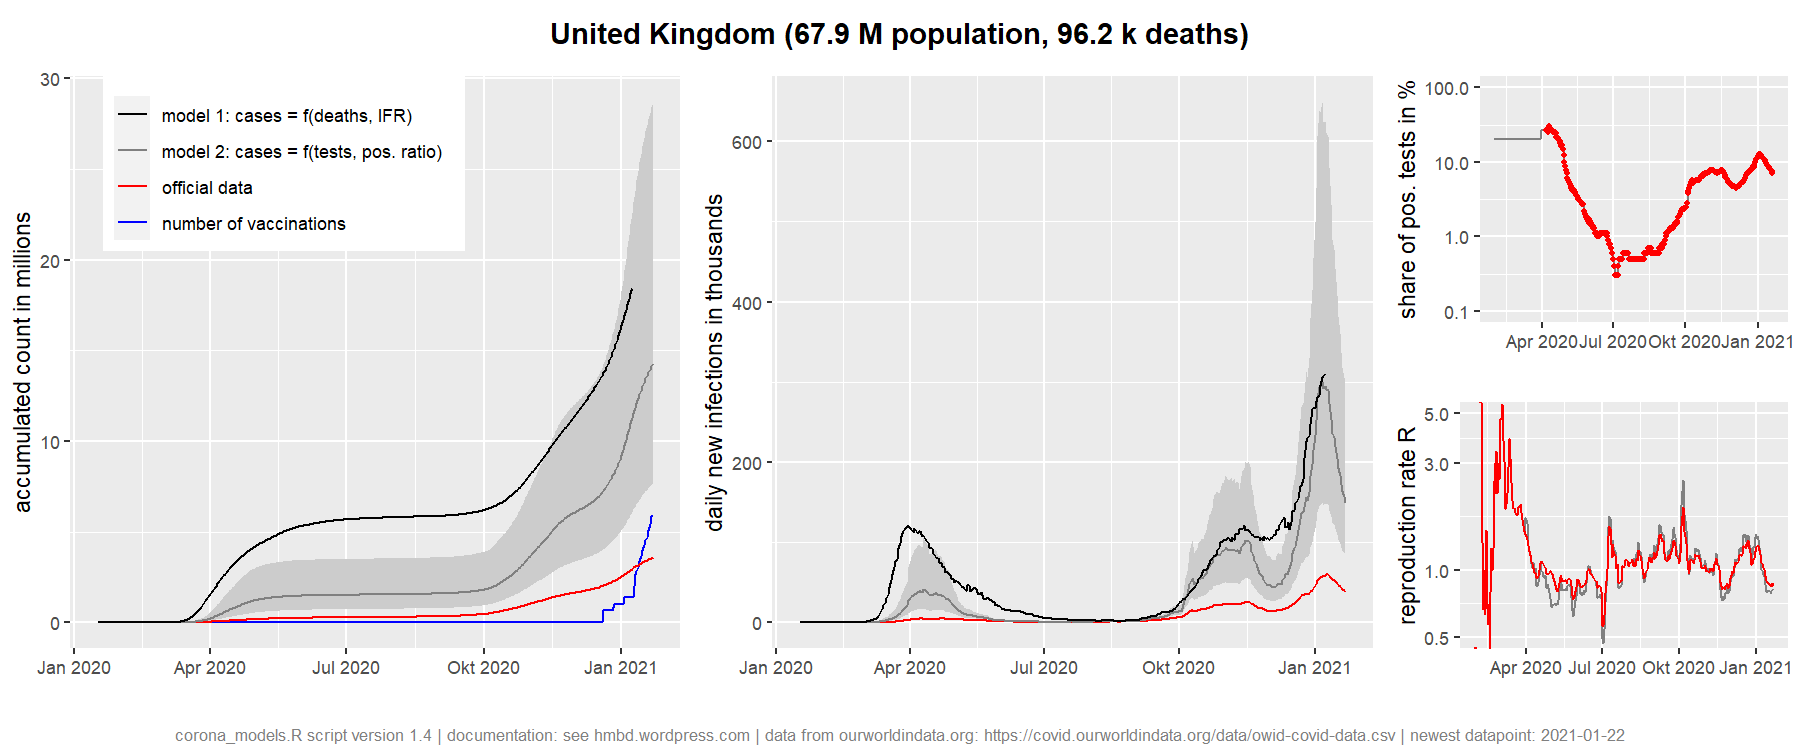 United Kingdom (67.9 M population, 96.2 k deaths)
accumulated count in millions
30
20
10
0
Jan 2020
Apr 2020
Jul 2020
Okt 2020
Jan 2021
model 1: cases = f(deaths, IFR)
model 2: cases = f(tests, pos. ratio)
official data
number of vaccinations
daily new infections in thousands
600
400
200
0
Jan 2020
Apr 2020
Jul 2020
Okt 2020
Jan 2021
share of pos. tests in %
100.0
10.0
1.0
0.1
Apr 2020
Jul 2020
Okt 2020
Jan 2021
reproduction rate R
5.0
3.0
1.0
0.5
Apr 2020
Jul 2020
Okt 2020
Jan 2021
corona_models.R script version 1.4 | documentation: see hmbd.wordpress.com | data from ourworldindata.org: https://covid.ourworldindata.org/data/owid-covid-data.csv | newest datapoint: 2021-01-22